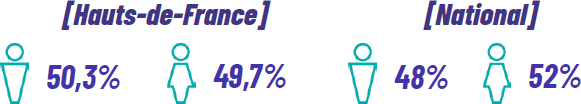 [Hauts-de-France] [National]
50,3% 49,7% 48% 52%